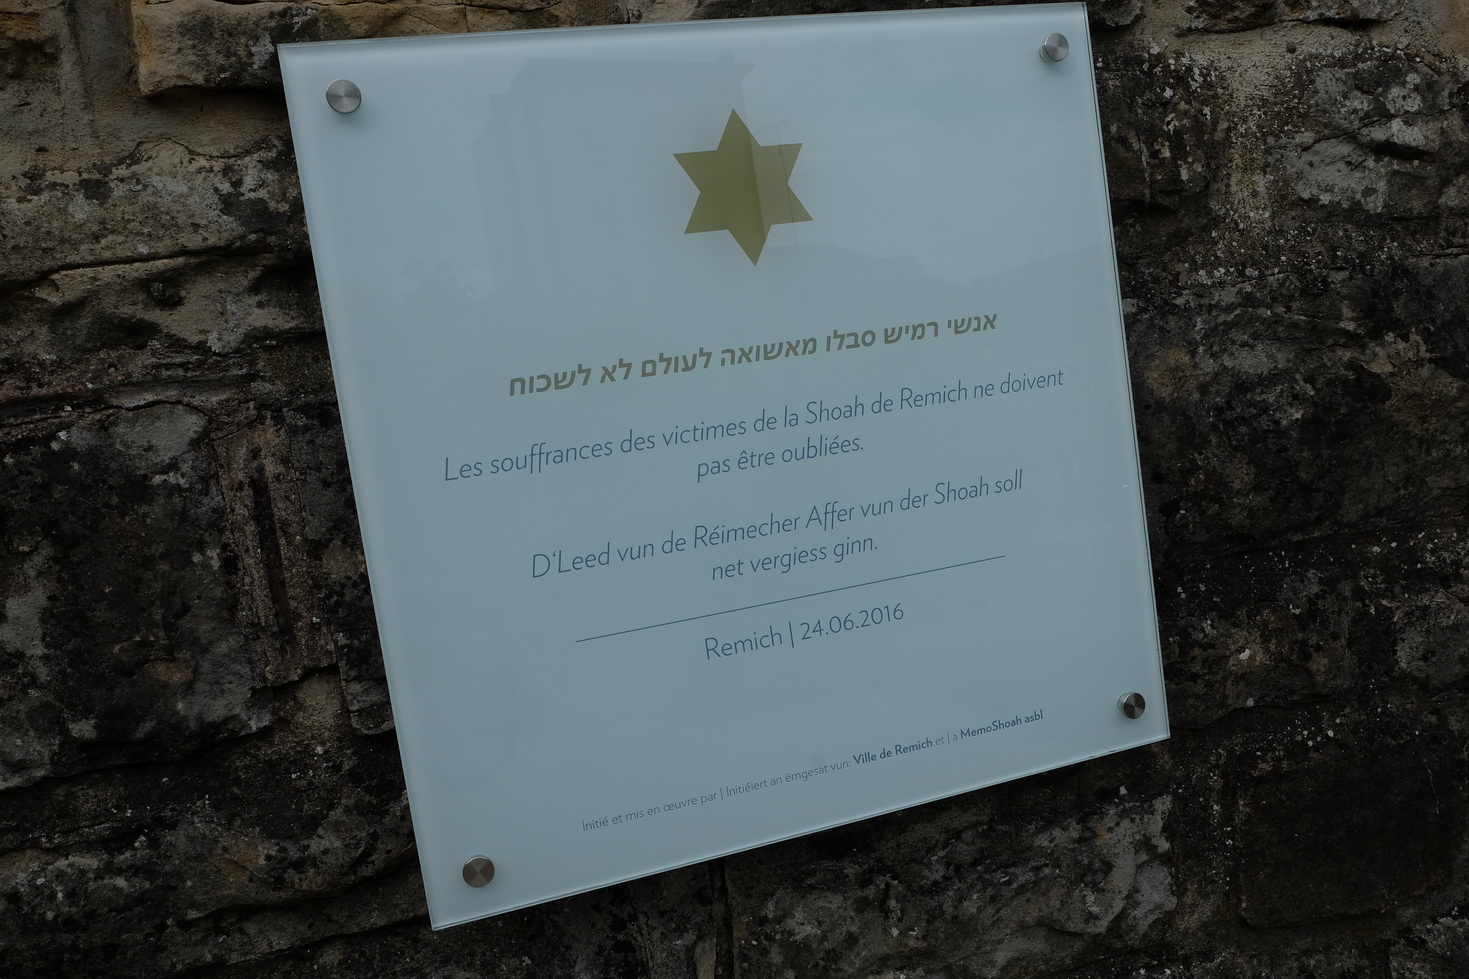 אנשי רמיש סבלו מאשואה לעולם לא לשכוח
Les souffrances des victimes de la Shoah de Remich ne doivent
pas être oubliées.
D'Leed vun de Réimecher Affer vun der Shoah soll
net vergiess ginn.
Remich | 24.06.2016
Initié et mis en œuvre par | Initiéiert an ëmgesat vun: Ville de Remich et | a MemoShoah asbl